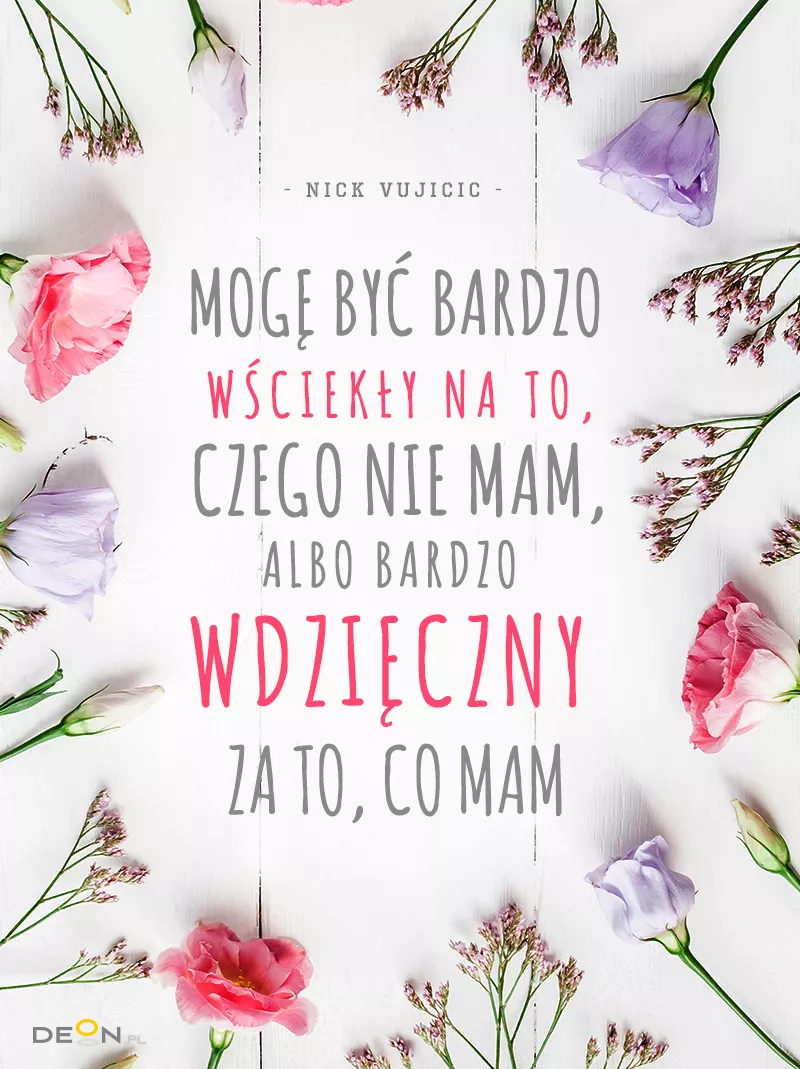 - NICK VUJICIC -
MOGĘ BYĆ BARDZO
WŚCIEKŁY NA TO,
CZEGO NIE MAM,
ALBO BARDZO
WDZIĘCZNY
ZA TO, CO MAM
DEON.PL